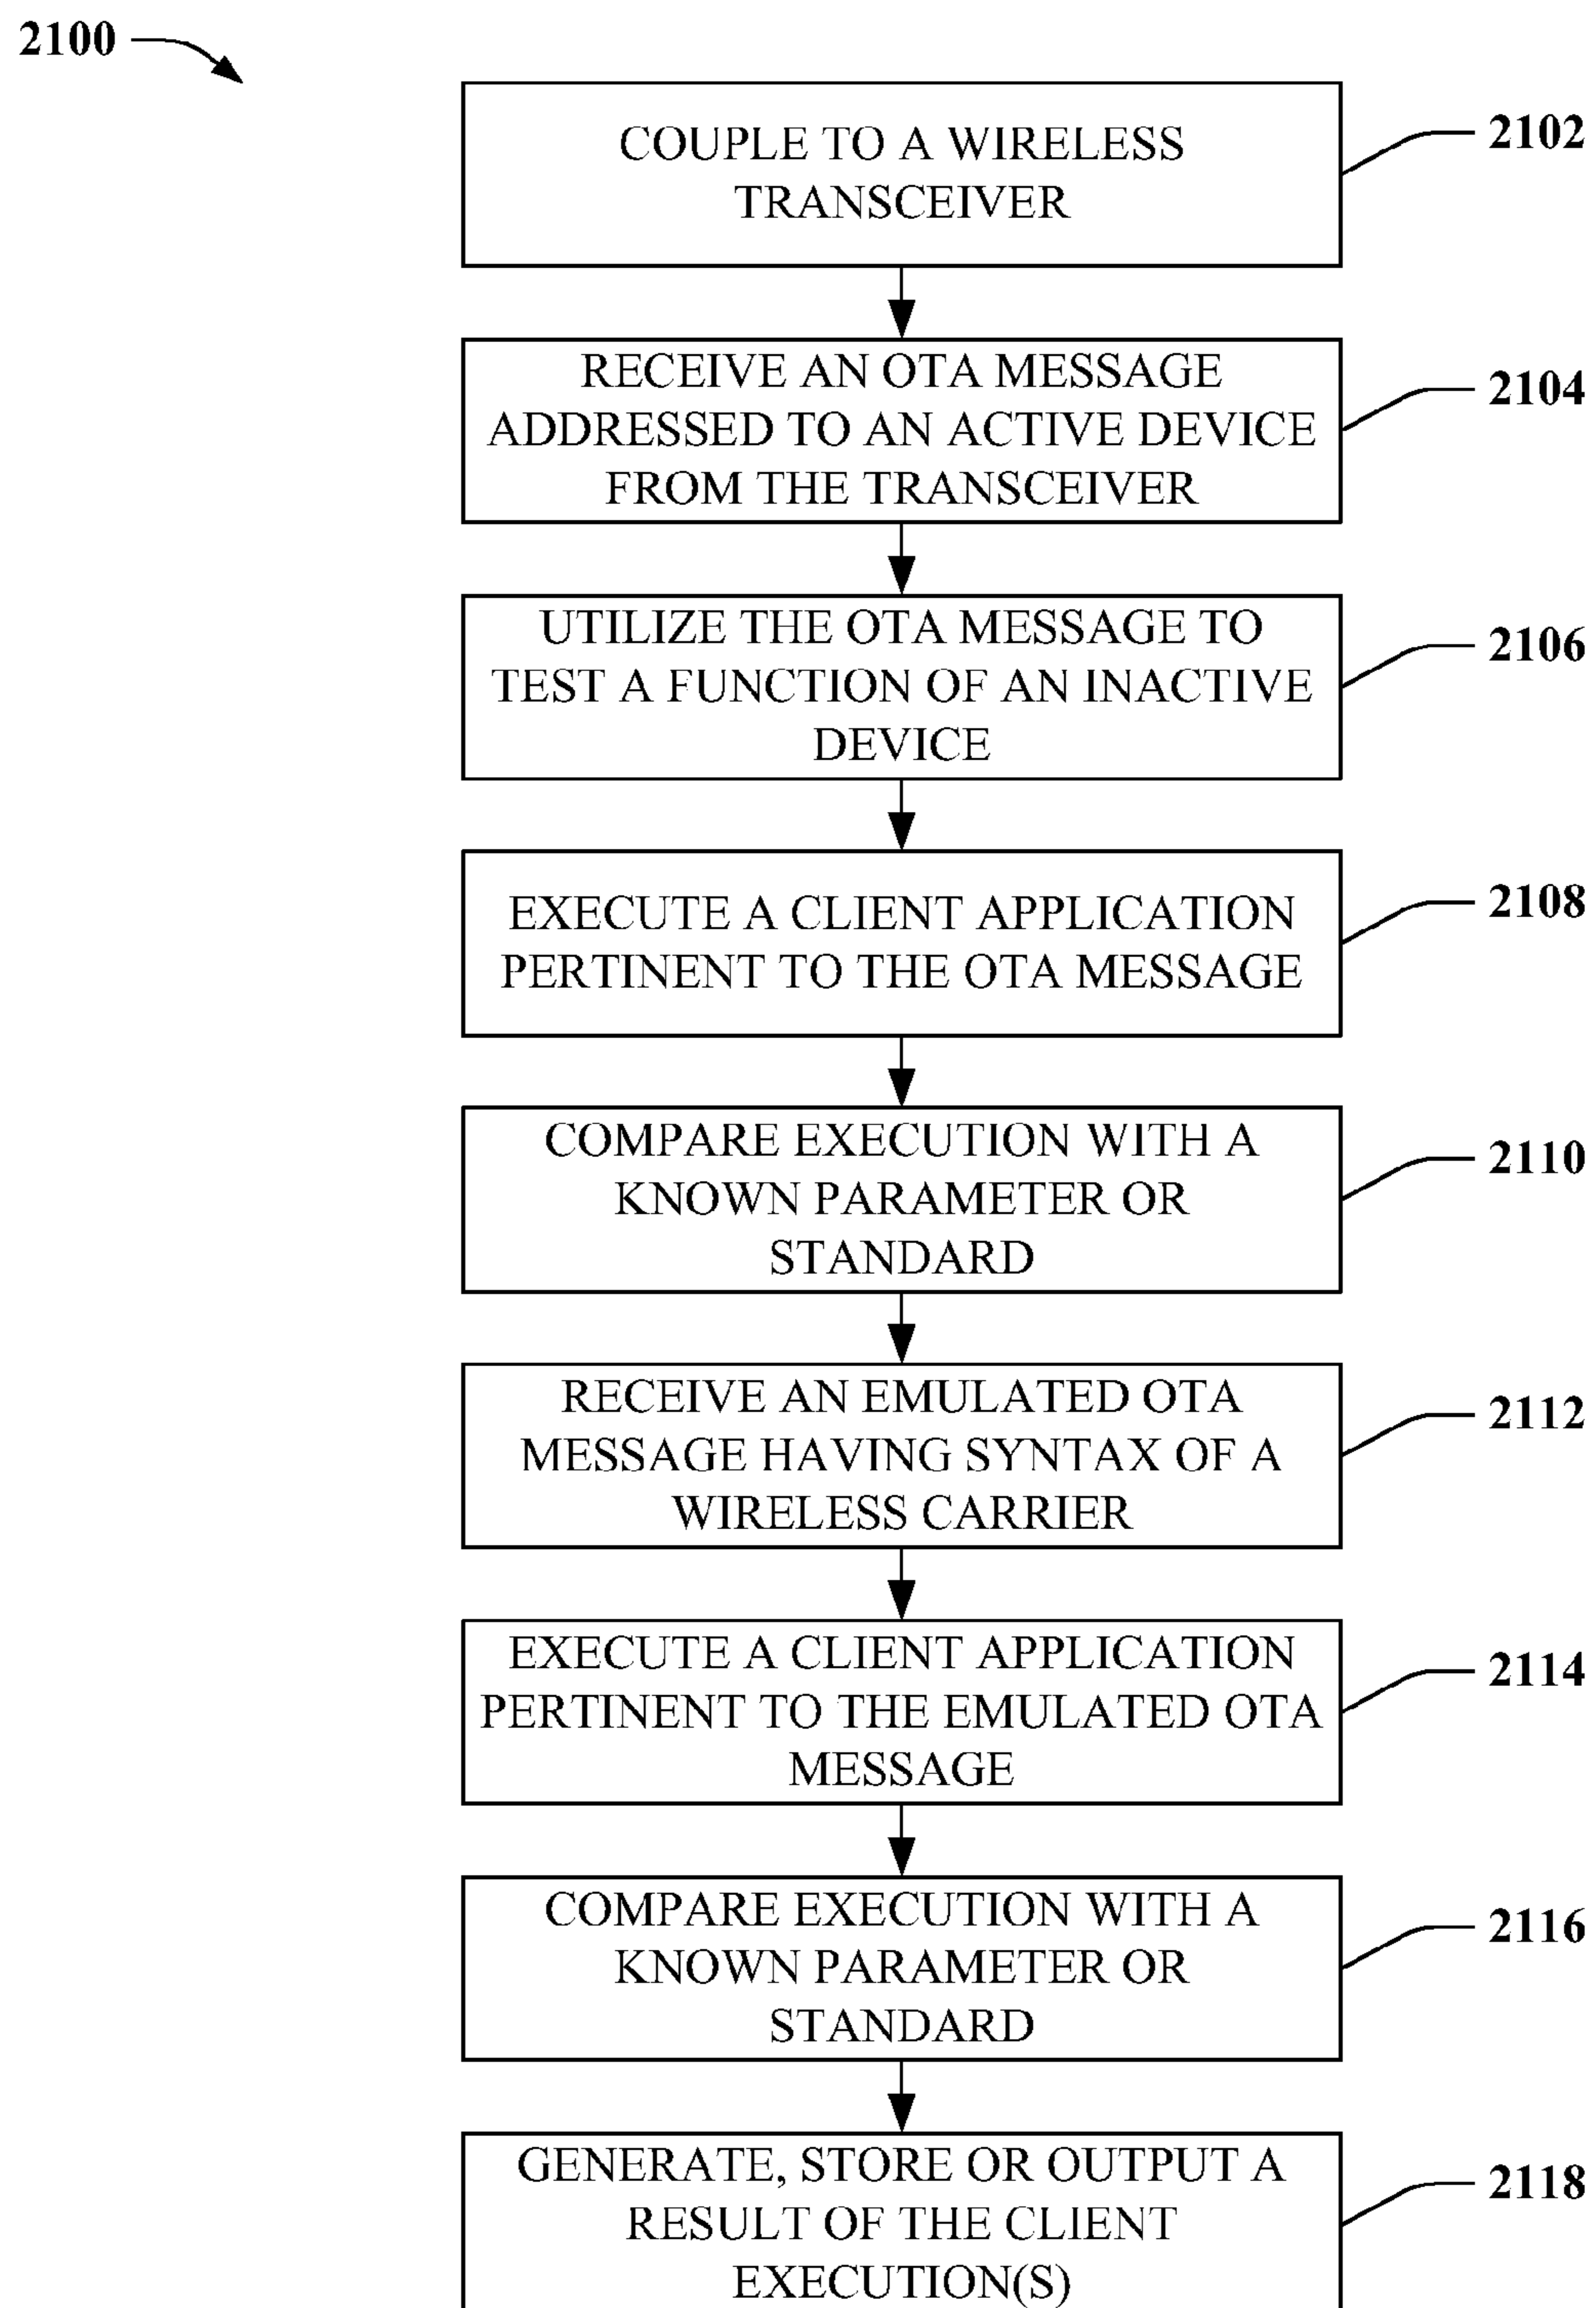 2100
COUPLE TO A WIRELESS
TRANSCEIVER
2102
RECEIVE AN OTA MESSAGE
ADDRESSED TO AN ACTIVE DEVICE
FROM THE TRANSCEIVER
2104
UTILIZE THE OTA MESSAGE TO
TEST A FUNCTION OF AN INACTIVE
DEVICE
2106
EXECUTE A CLIENT APPLICATION
PERTINENT TO THE OTA MESSAGE
2108
COMPARE EXECUTION WITH A
KNOWN PARAMETER OR
STANDARD
2110
RECEIVE AN EMULATED OTA
MESSAGE HAVING SYNTAX OF A
WIRELESS CARRIER
2112
EXECUTE A CLIENT APPLICATION
PERTINENT TO THE EMULATED OTA
MESSAGE
2114
COMPARE EXECUTION WITH A
KNOWN PARAMETER OR
STANDARD
2116
GENERATE, STORE OR OUTPUT A
RESULT OF THE CLIENT
EXECUTION(S)
2118